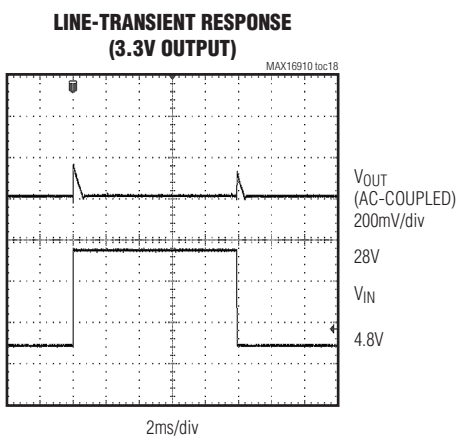 LINE-TRANSIENT RESPONSE
(3.3V OUTPUT)
MAX16910 toc18
VOUT
(AC-COUPLED)
200mV/div
28V
VIN
4.8V
2ms/div